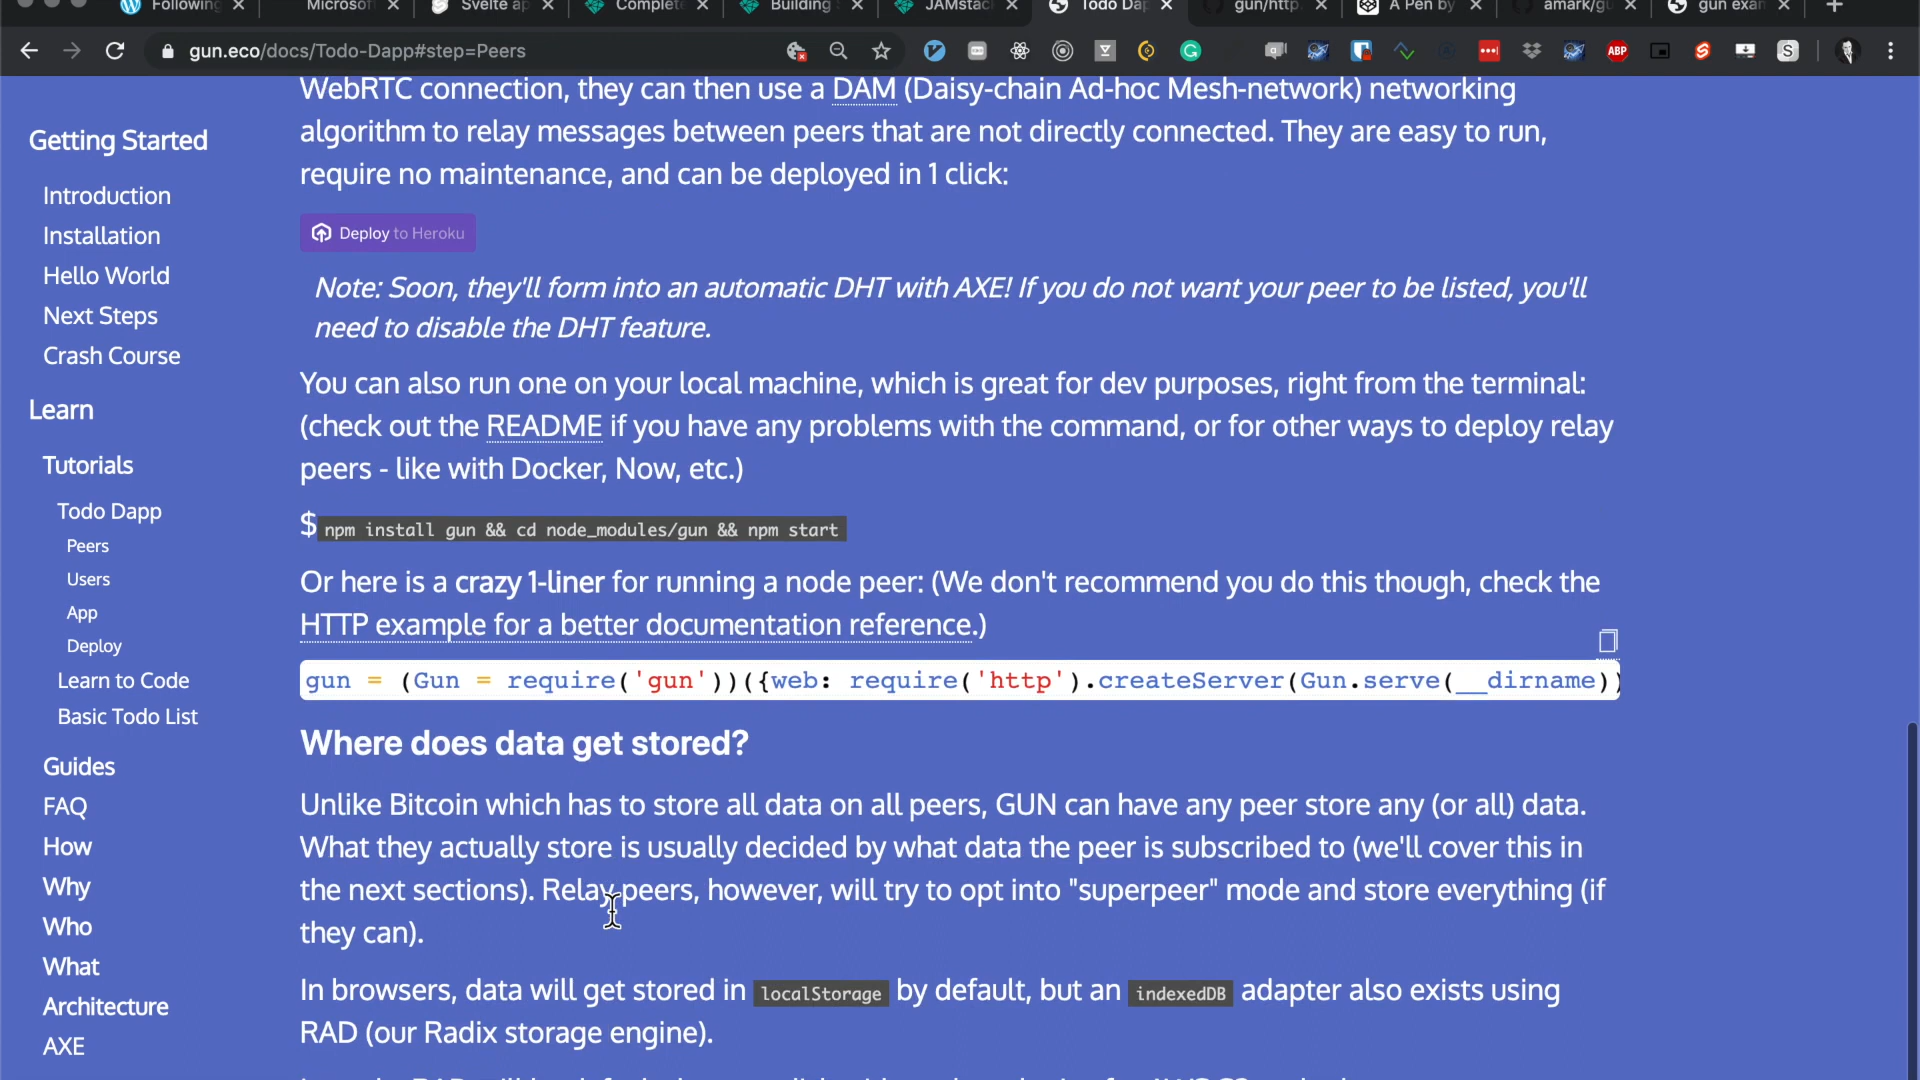 Following
Microsof
Svelte ap
Complete
Building
JAMstac
Todo Dap
gun/http
A Pen by
amark/gu
gun exan
gun.eco/docs/Todo-Dapp#step=Peers
ABP
Getting Started
Introduction
Installation
Hello World
Next Steps
Crash Course
Learn
Tutorials
Todo Dapp
Peers
Users
App
Deploy
Learn to Code
Basic Todo List
Guides
FAQ
How
Why
Who
What
Architecture
AXE
WebRTC connection, they can then use a DAM (Daisy-chain Ad-hoc Mesh-network) networking
algorithm to relay messages between peers that are not directly connected. They are easy to run,
require no maintenance, and can be deployed in 1 click:
Deploy to Heroku
Note: Soon, they'll form into an automatic DHT with AXE! If you do not want your peer to be listed, you'll
need to disable the DHT feature.
You can also run one on your local machine, which is great for dev purposes, right from the terminal:
(check out the README if you have any problems with the command, or for other ways to deploy relay
peers - like with Docker, Now, etc.)
$ npm install gun && cd node_modules/gun && npm start
Or here is a crazy 1-liner for running a node peer: (We don't recommend you do this though, check the
HTTP example for a better documentation reference.)
gun = (Gun = require('gun'))({web: require('http').createServer(Gun.serve(__dirname))
Where does data get stored?
Unlike Bitcoin which has to store all data on all peers, GUN can have any peer store any (or all) data.
What they actually store is usually decided by what data the peer is subscribed to (we'll cover this in
the next sections). Relay peers, however, will try to opt into "superpeer" mode and store everything (if
they can).
In browsers, data will get stored in localStorage by default, but an indexedDB adapter also exists using
RAD (our Radix storage engine).